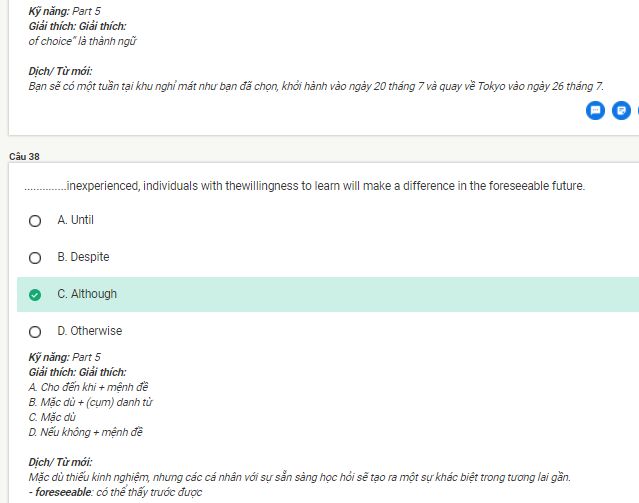 Kỹ năng: Part 5
Giải thích: Giải thích:
of choice" là thành ngữ
Dịch/ Từ mới:
Bạn sẽ có một tuần tại khu nghỉ mát như bạn đã chọn, khởi hành vào ngày 20 tháng 7 và quay về Tokyo vào ngày 26 tháng 7.
Câu 38
..............inexperienced, individuals with thewillingness to learn will make a difference in the foreseeable future.
A. Until
B. Despite
C. Although
D. Otherwise
Kỹ năng: Part 5
Giải thích: Giải thích:
A. Cho đến khi + mệnh đề
B. Mặc dù + (cụm) danh từ
C. Mặc dù
D. Nếu không + mệnh đề
Dịch/ Từ mới:
Mặc dù thiếu kinh nghiệm, nhưng các cá nhân với sự sẵn sàng học hỏi sẽ tạo ra một sự khác biệt trong tương lai gần.
- foreseeable: có thể thấy trước được